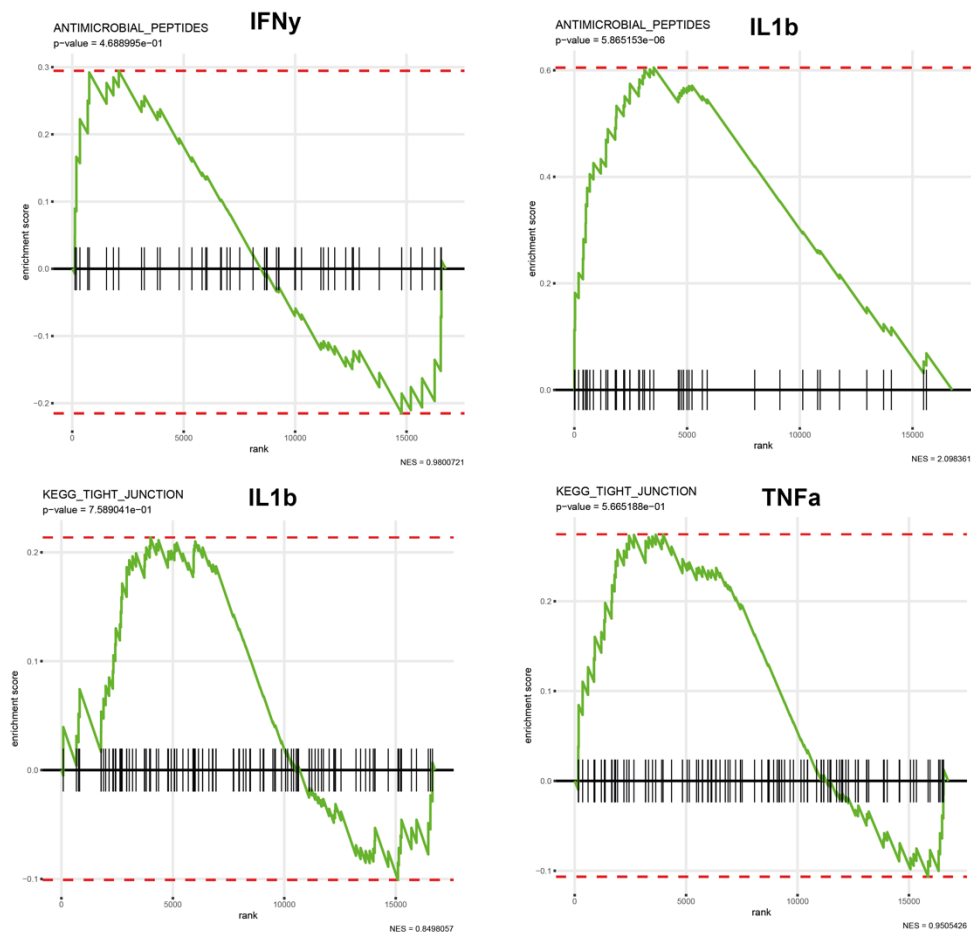 IFNy
ANTIMICROBIAL_PEPTIDES
p-value = 4.688995e-01
0.3
0.2
0.1
0.0
−0.1
−0.2
enrichment score
0
5000
10000
15000
rank
NES = 0.9800721
IL1b
ANTIMICROBIAL_PEPTIDES
p-value = 5.865153e-06
0.6
0.4
0.2
0.0
enrichment score
0
5000
10000
15000
rank
NES = 2.098361
KEGG_TIGHT_JUNCTION
IL1b
p-value = 7.589041e-01
0.2
0.1
0.0
−0.1
enrichment score
0
5000
10000
15000
rank
NES = 0.8498057
KEGG_TIGHT_JUNCTION
TNFa
p-value = 5.665188e-01
0.2
0.1
0.0
−0.1
enrichment score
0
5000
10000
15000
rank
NES = 0.9505426